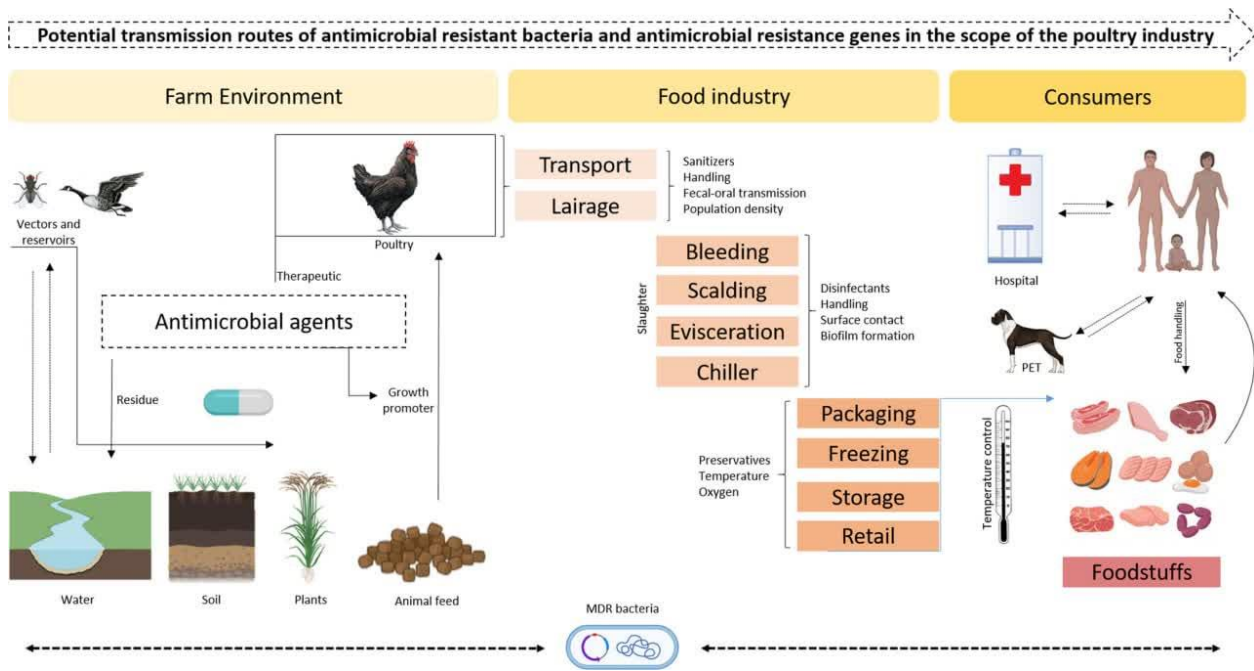 Potential transmission routes of antimicrobial resistant bacteria and antimicrobial resistance genes in the scope of the poultry industry
Farm Environment
Food industry
Consumers
Vectors and
reservoirs
Poultry
Therapeutic
Antimicrobial agents
Residue
Growth
promoter
Water
Soil
Plants
Animal feed
Transport
Lairage
Sanitizers
Handling
Fecal-oral transmission
Population density
Slaughter
Bleeding
Scalding
Evisceration
Chiller
Disinfectants
Handling
Surface contact
Biofilm formation
Preservatives
Temperature
Oxygen
Packaging
Freezing
Storage
Retail
Temperature control
Hospital
PET
Food handling
Foodstuffs
MDR bacteria